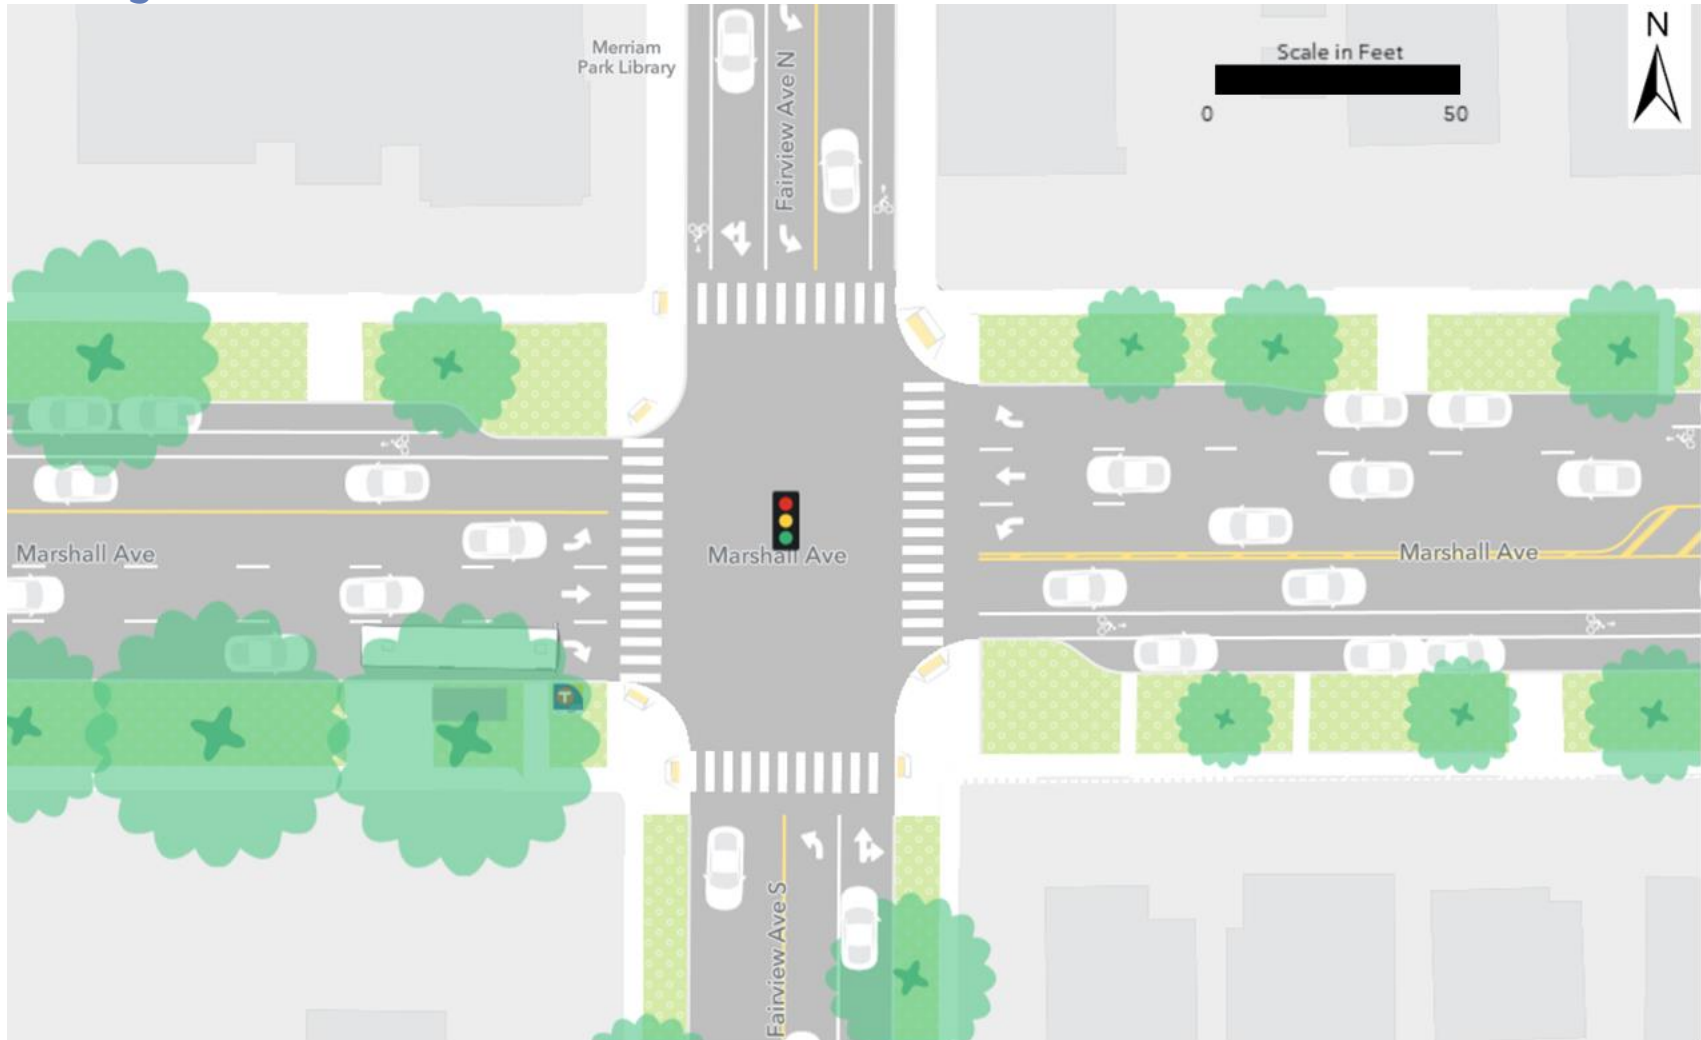 Merriam
Park Library
Fairview Ave N
Scale in Feet
0
50
N
Marshall Ave
Marshall Ave
Marshall Ave
T
Fairview Ave S